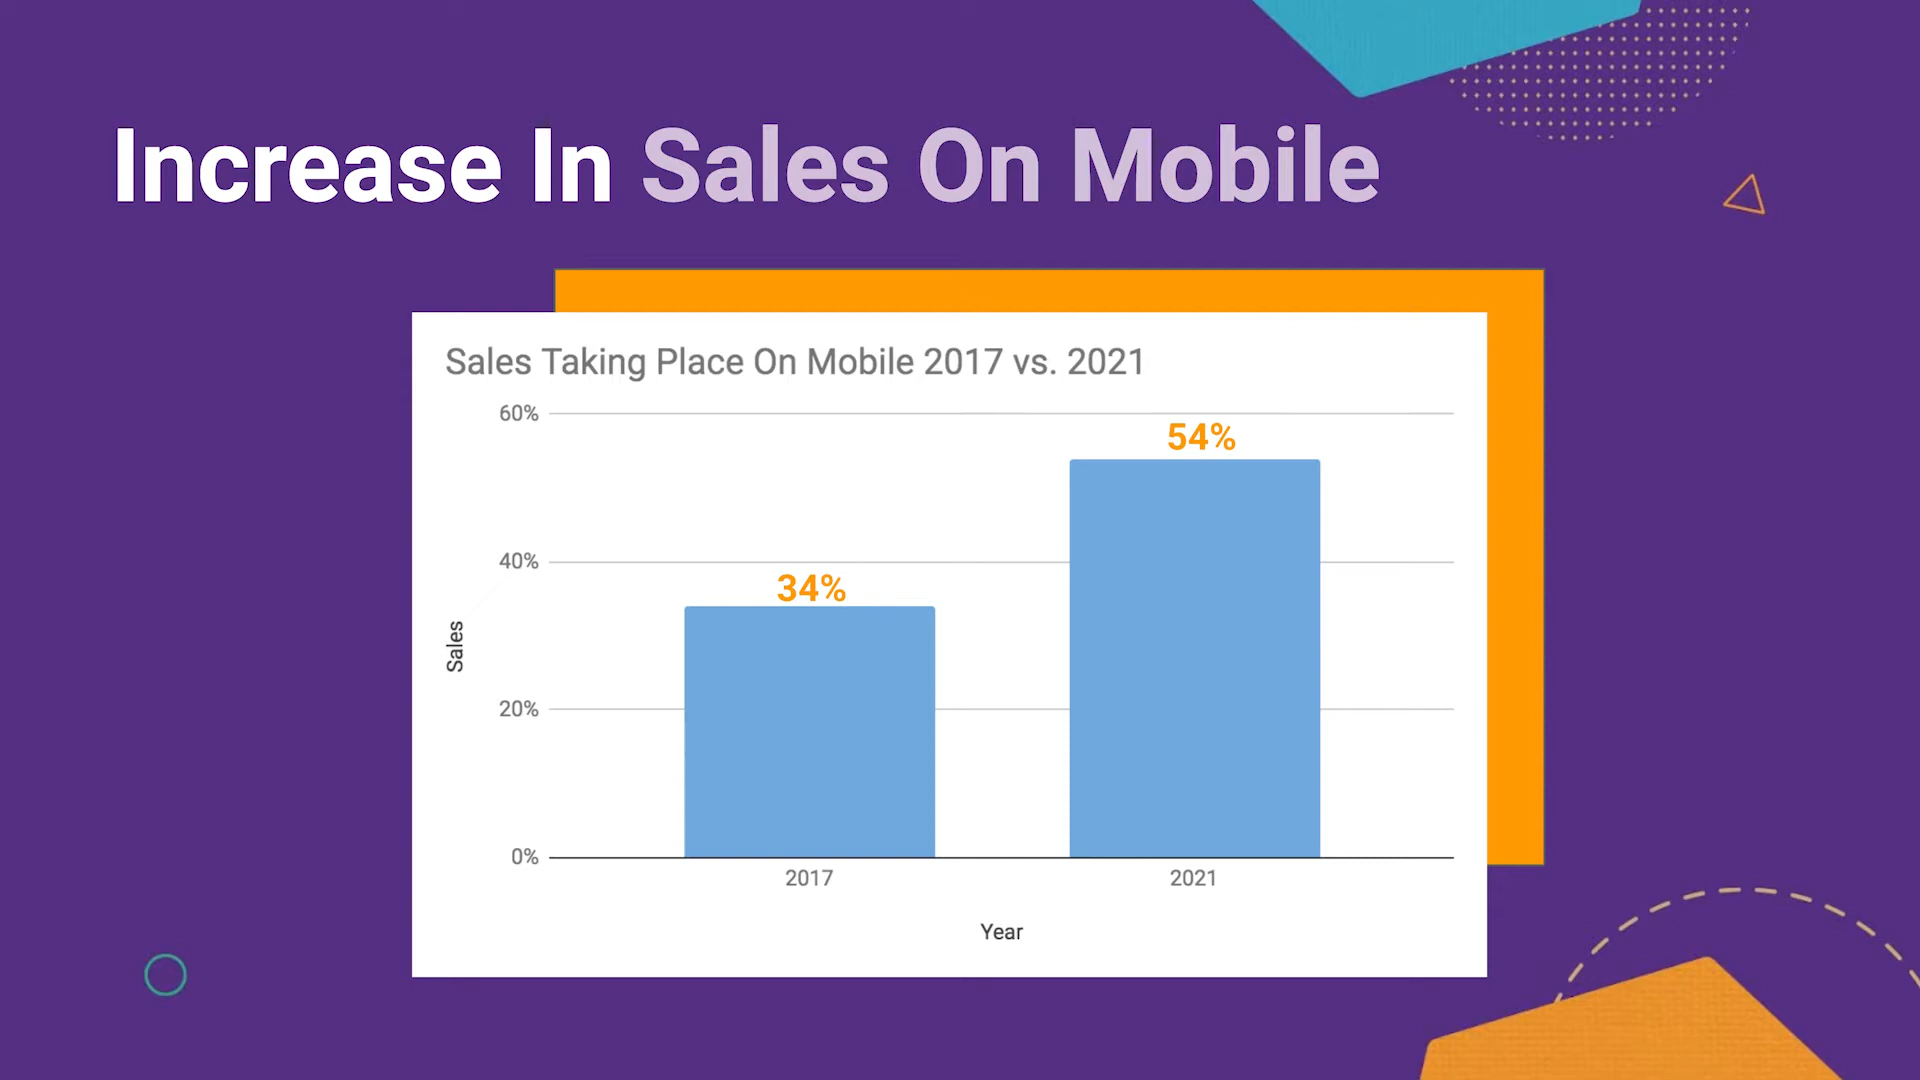 Increase In Sales On Mobile
Sales Taking Place On Mobile 2017 vs. 2021
60%
54%
40%
34%
Sales
20%
0%
2017 2021
Year